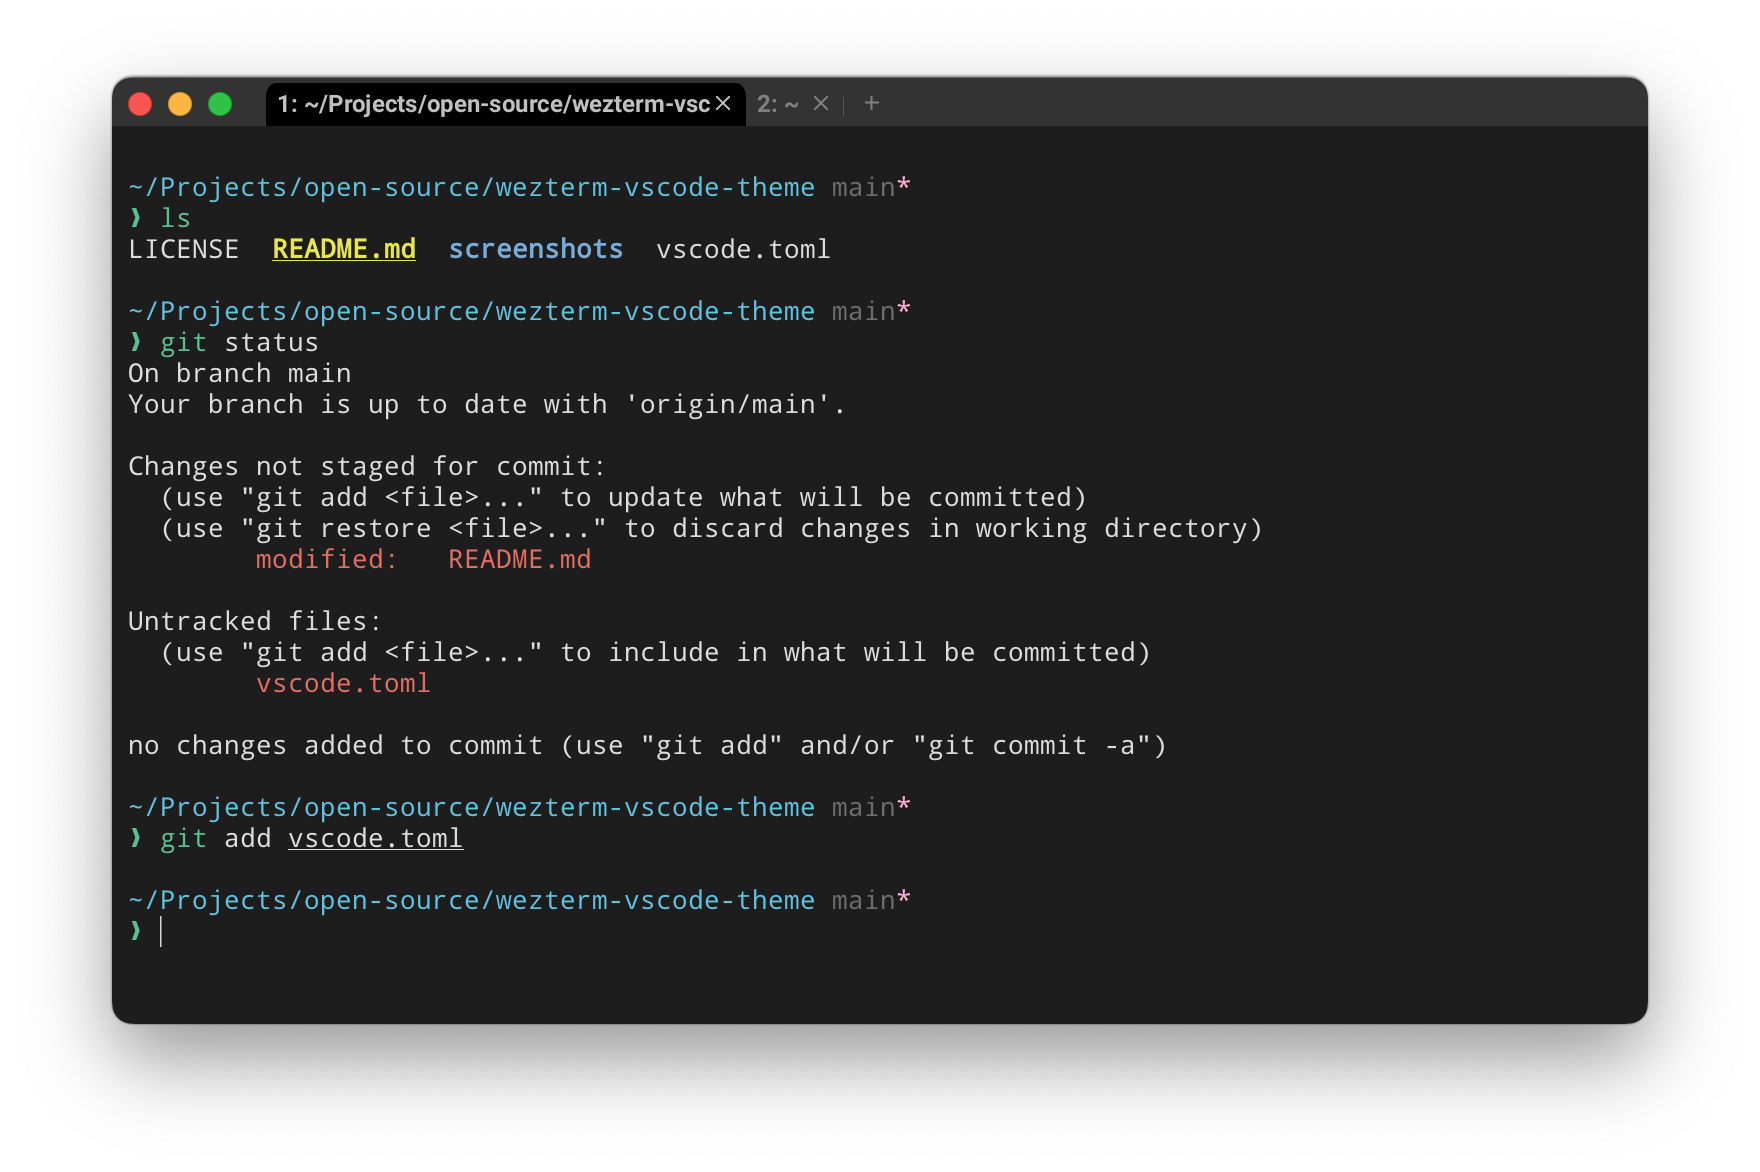 1: ~/Projects/open-source/wezterm-vsc × 2: ~ × +
~/Projects/open-source/wezterm-vscode-theme main*
❯ ls
LICENSE  README.md  screenshots  vscode.toml
~/Projects/open-source/wezterm-vscode-theme main*
❯ git status
On branch main
Your branch is up to date with 'origin/main'.
Changes not staged for commit:
  (use "git add <file>..." to update what will be committed)
  (use "git restore <file>..." to discard changes in working directory)
        modified:   README.md
Untracked files:
  (use "git add <file>..." to include in what will be committed)
        vscode.toml
no changes added to commit (use "git add" and/or "git commit -a")
~/Projects/open-source/wezterm-vscode-theme main*
❯ git add vscode.toml
~/Projects/open-source/wezterm-vscode-theme main*
❯